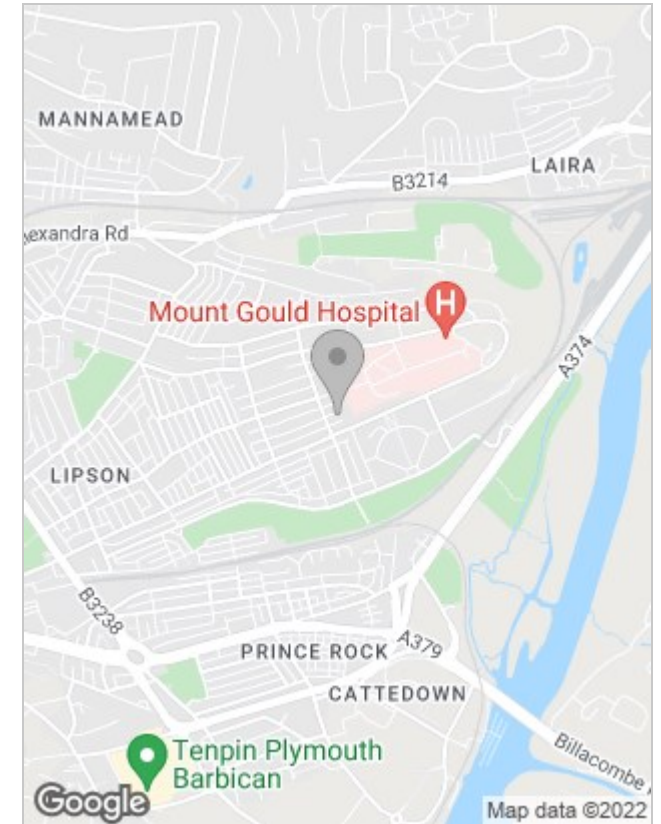 MANNAMEAD
LAIRA
B3214
exandra Rd
Mount Gould Hospital H
A374
LIPSON
B3238
PRINCE ROCK
A379
CATTEDOWN
Tenpin Plymouth
Barbican
Billacombe
Google
Map data ©2022